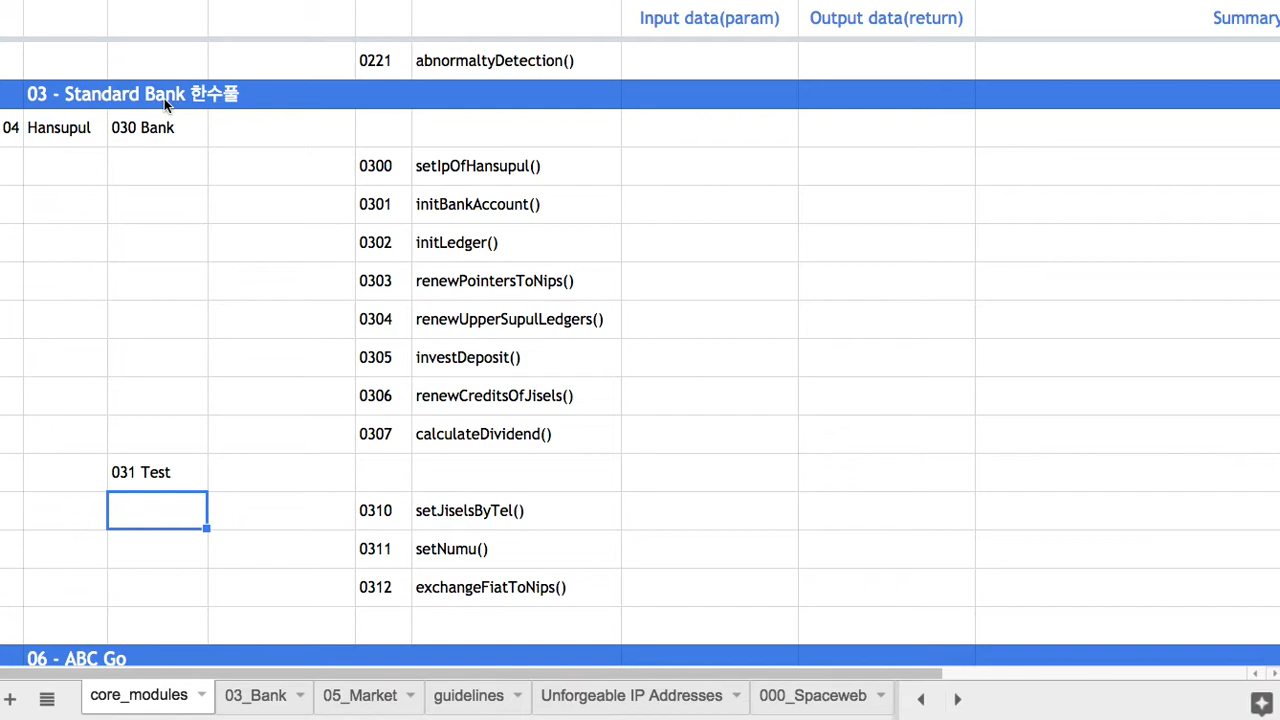 Input data(param) Output data(return) Summary
0221 abnormaltyDetection()
03 - Standard Bank 한수풀
04 Hansupul 030 Bank
0300 setIpOfHansupul()
0301 initBankAccount()
0302 initLedger()
0303 renewPointersToNips()
0304 renewUpperSupulLedgers()
0305 investDeposit()
0306 renewCreditsOfJisels()
0307 calculateDividend()
031 Test
0310 setJiselsByTel()
0311 setNumu()
0312 exchangeFiatToNips()
06 - ABC Go
core_modules 03_Bank 05_Market guidelines Unforgeable IP Addresses 000_Spaceweb